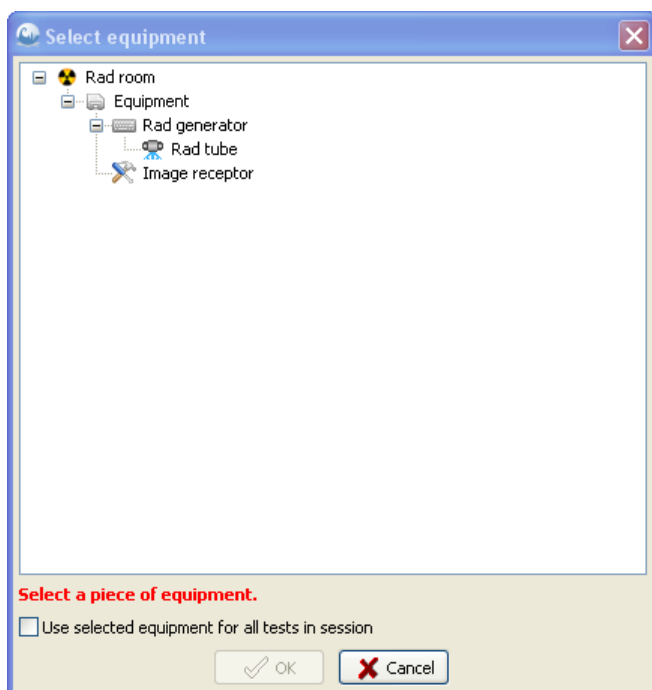 Select equipment
Rad room
Equipment
Rad generator
Rad tube
Image receptor
Select a piece of equipment.
Use selected equipment for all tests in session
OK Cancel